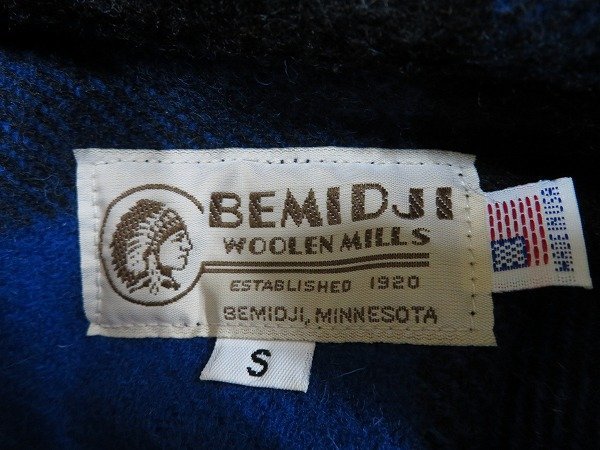 BEMIDJI
WOOLEN MILLS
ESTABLISHED 1920
BEMIDJI, MINNESOTA
S
MADE IN USA